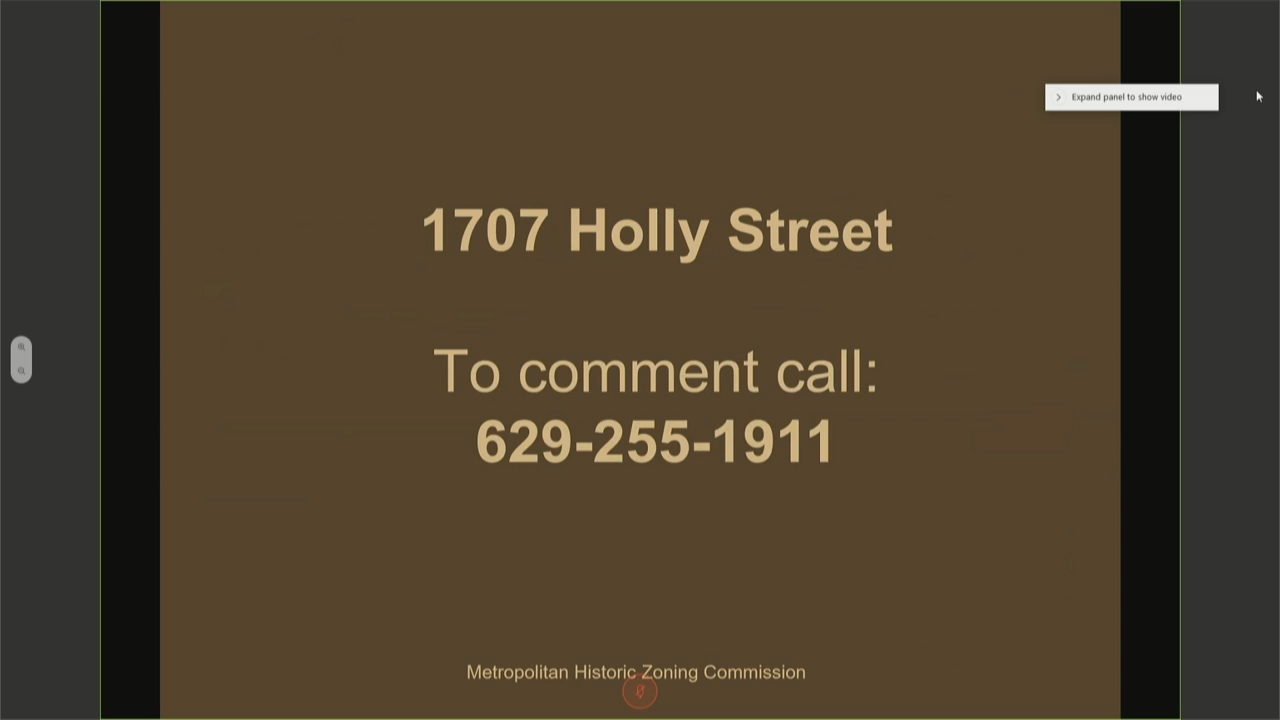 Expand panel to show video
1707 Holly Street
To comment call:
629-255-1911
Metropolitan Historic Zoning Commission